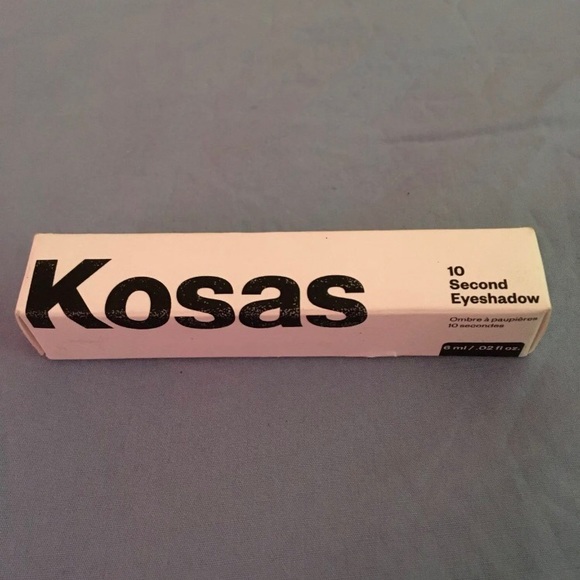 Kosas
10
Second
Eyeshadow
Ombre à paupières
10 secondes
6 ml / .02 fl oz.